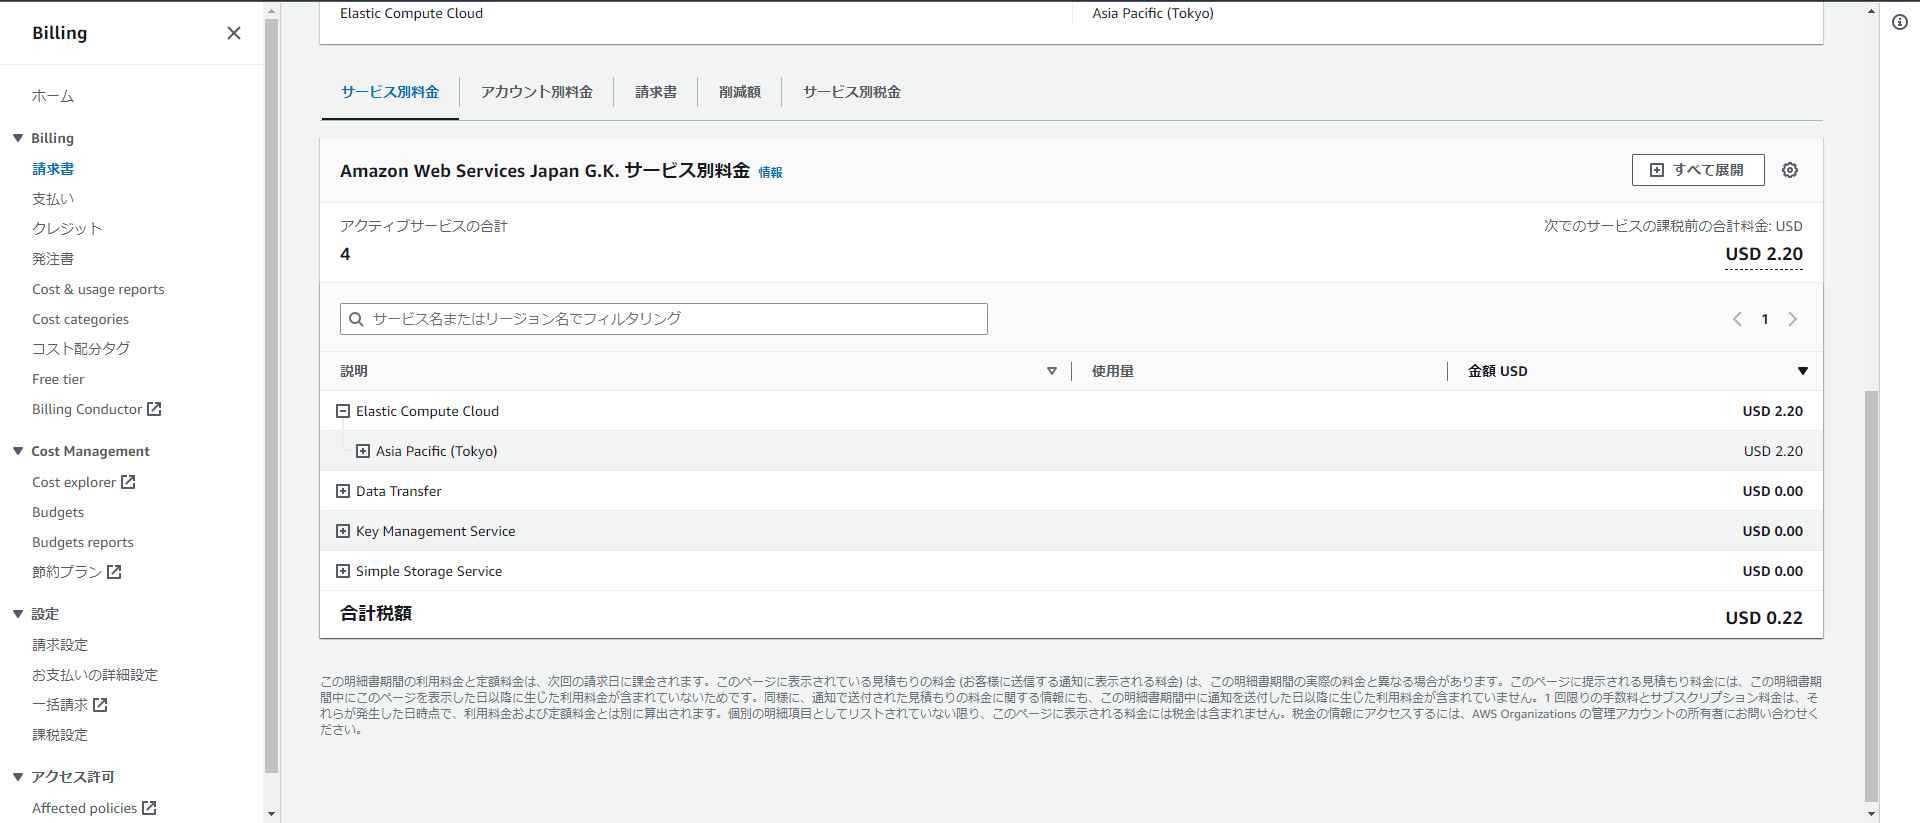 Billing
ホーム
Billing
請求書
支払い
クレジット
発注書
Cost & usage reports
Cost categories
コスト配分タグ
Free tier
Billing Conductor
Cost Management
Cost explorer
Budgets
Budgets reports
節約プラン
設定
請求設定
お支払いの詳細設定
一括請求
課税設定
アクセス許可
Affected policies
Elastic Compute Cloud Asia Pacific (Tokyo)
サービス別料金 アカウント別料金 請求書 削減額 サービス別税金
Amazon Web Services Japan G.K. サービス別料金 情報 すべて展開
アクティブサービスの合計 次でのサービスの課税前の合計料金: USD
4 USD 2.20
サービス名またはリージョン名でフィルタリング 1
説明 使用量 金額 USD
Elastic Compute Cloud USD 2.20
Asia Pacific (Tokyo) USD 2.20
Data Transfer USD 0.00
Key Management Service USD 0.00
Simple Storage Service USD 0.00
合計税額 USD 0.22
この明細書期間の利用料金と定額料金は、次回の請求日に課金されます。このページに表示されている見積もりの料金 (お客様に送信する通知に表示される料金) は、この明細書期間の実際の料金と異なる場合があります。このページに提示される見積もり料金には、この明細書期
間中にこのページを表示した日以降に生じた利用料金が含まれていないためです。同様に、通知で送付された見積もりの料金に関する情報にも、この明細書期間中に通知を送付した日以降に生じた利用料金が含まれていません。1 回限りの手数料とサブスクリプション料金は、そ
れらが発生した日時点で、利用料金および定額料金とは別に算出されます。個別の明細項目としてリストされていない限り、このページに表示される料金には税金は含まれません。税金の情報にアクセスするには、AWS Organizations の管理アカウントの所有者にお問い合わせく
ださい。